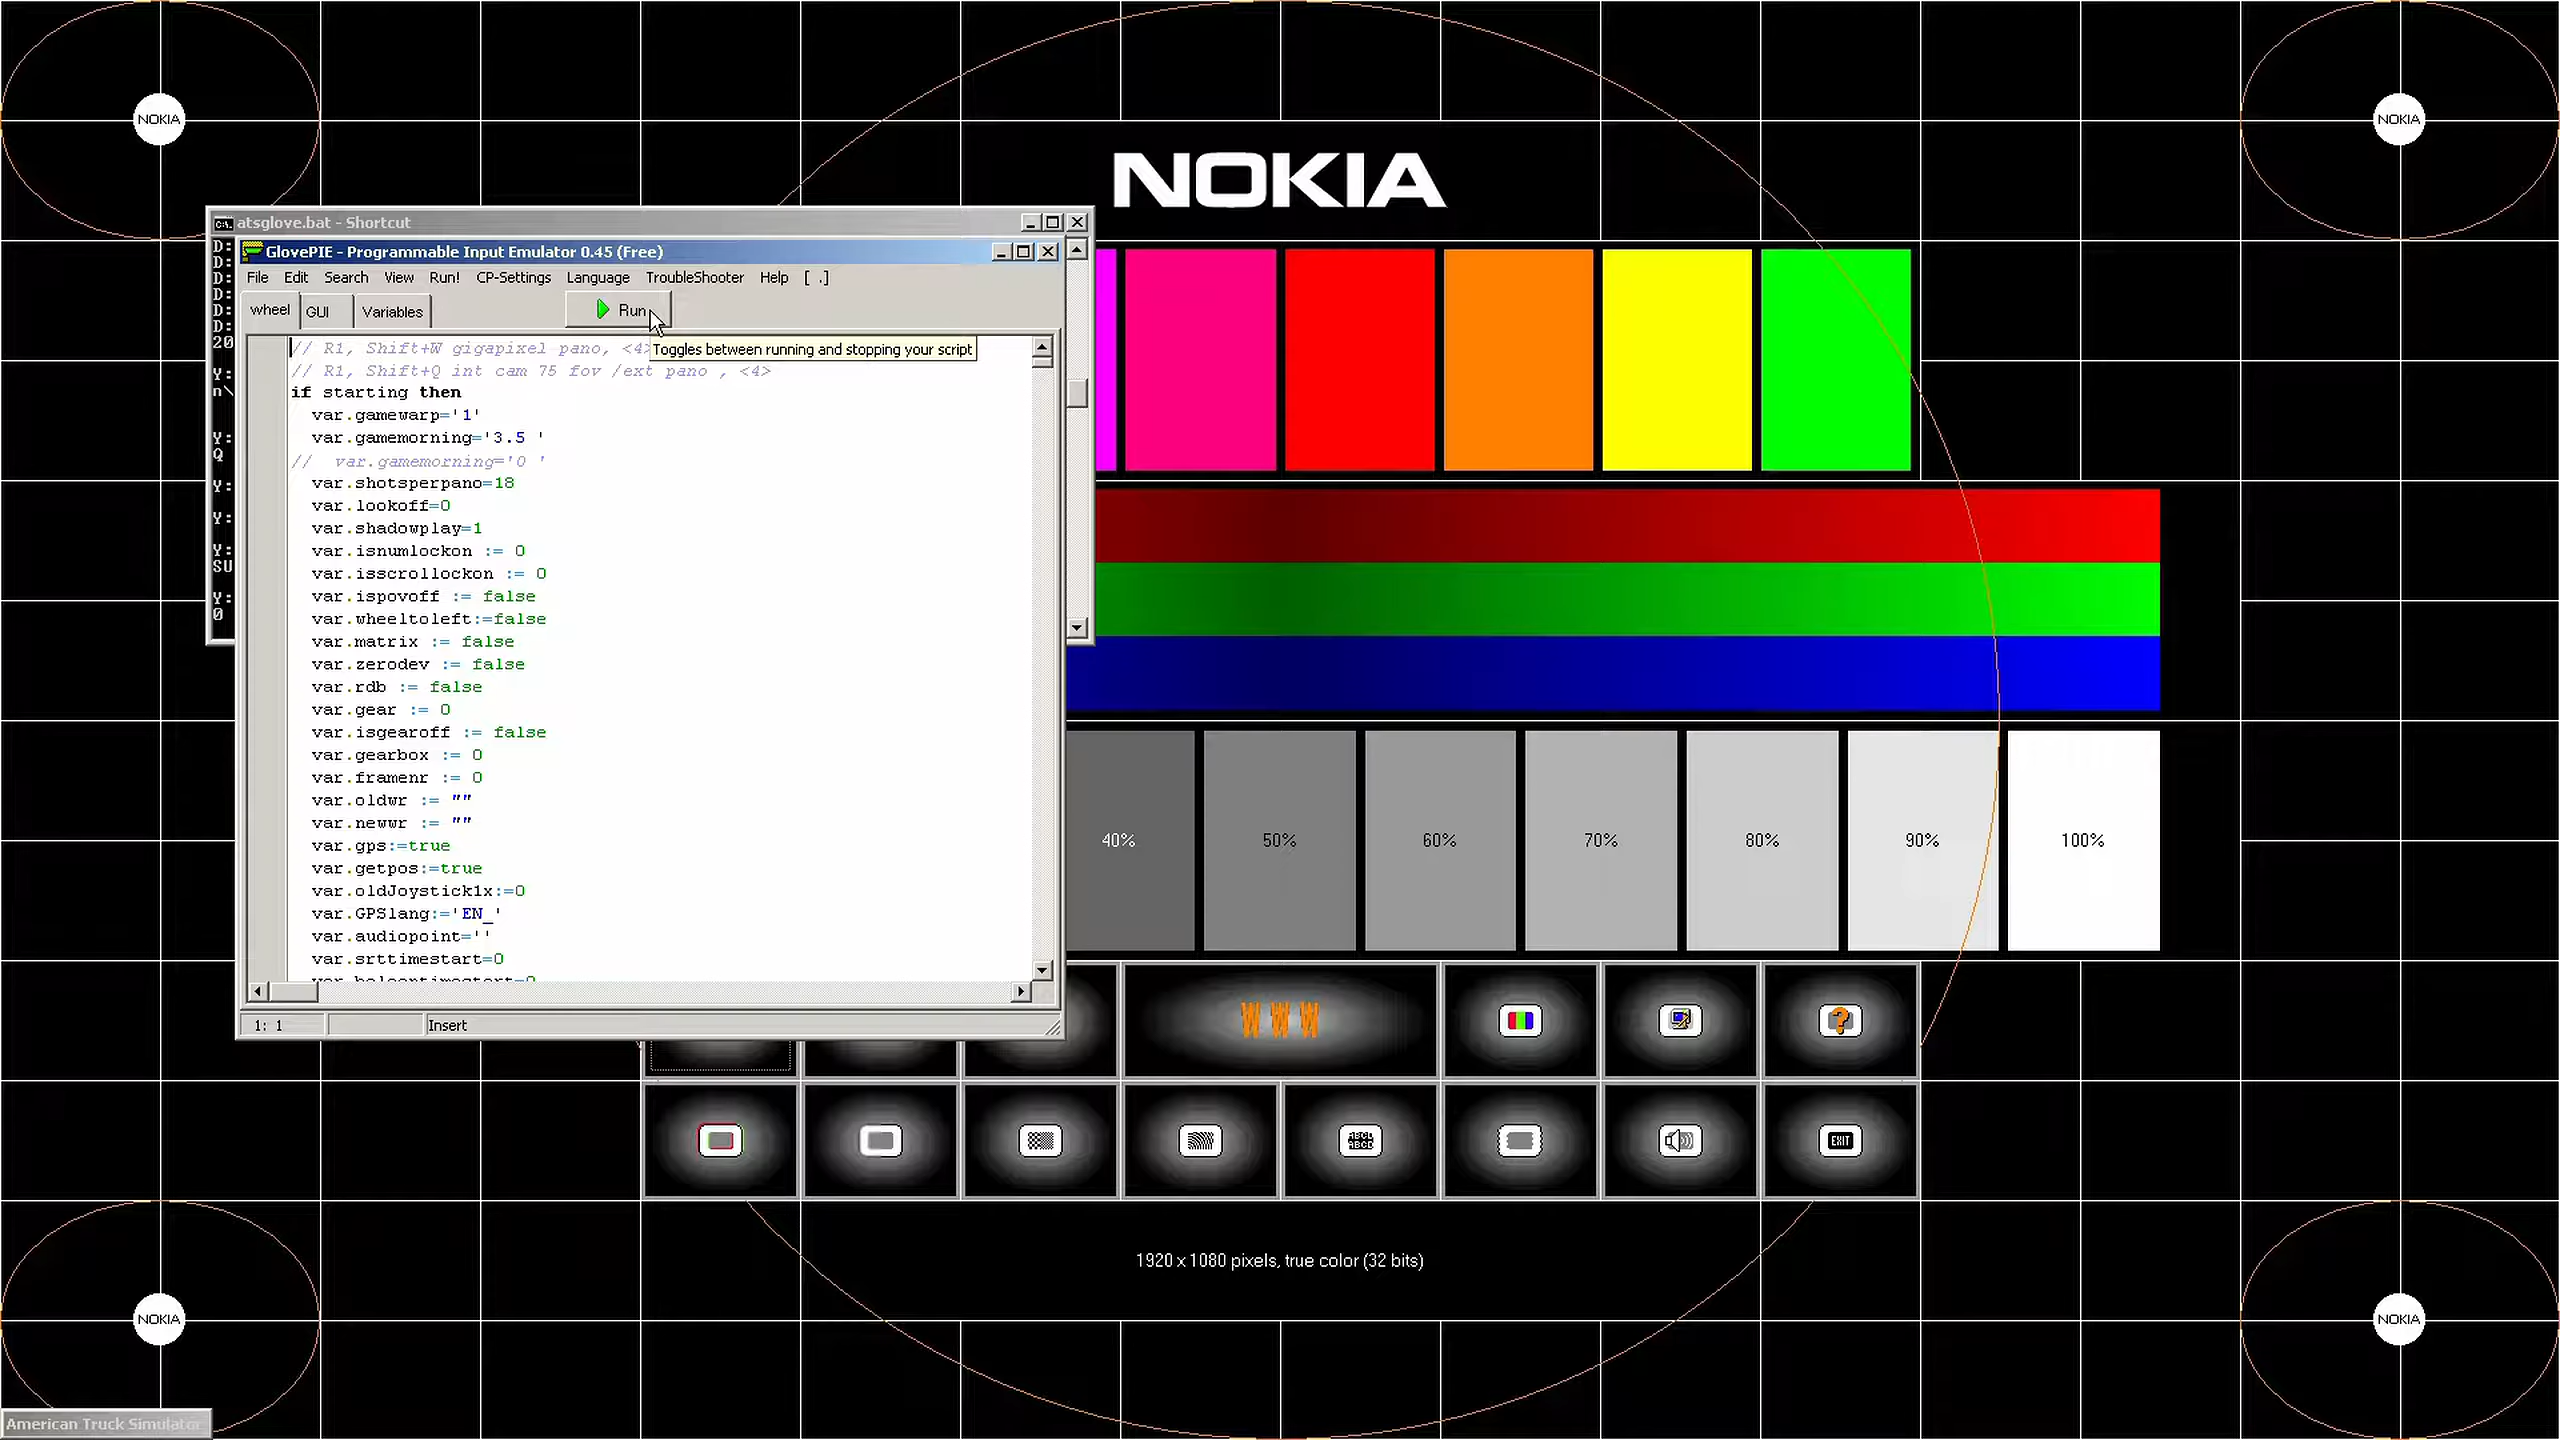 NOKIA
NOKIA
NOKIA
atsglove.bat - Shortcut
GlovePIE - Programmable Input Emulator 0.45 (Free)
File Edit Search View Run! CP-Settings Language TroubleShooter Help [ .]
wheel GUI Variables Run
Toggles between running and stopping your script
// R1, Shift+W gigapixel pano, <4>
// R1, Shift+Q int cam 75 fov /ext pano , <4>
if starting then
var.gamewarp='1'
var.gamemorning='3.5 '
// var.gamemorning='0 '
var.shotsperpano=18
var.lookoff=0
var.shadowplay=1
var.isnumlockon := 0
var.isscrollockon := 0
var.ispovoff := false
var.wheeltoleft:=false
var.matrix := false
var.zerodev := false
var.rdb := false
var.gear := 0
var.isgearoff := false
var.gearbox := 0
var.framenr := 0
var.oldwr := ""
var.newwr := ""
var.gps:=true
var.getpos:=true
var.oldJoystick1x:=0
var.GPSlang:='EN_'
var.audiopoint=''
var.srttimestart=0
1: 1 Insert
D:
D:
D:
D:
D:
D:
20
Y:
n\
Y:
Q
Y:
Y:
Y:
SU
Y:
0
40% 50% 60% 70% 80% 90% 100%
WWW
?
ABCD
ABCD
EXIT
1920 x 1080 pixels, true color (32 bits)
NOKIA
NOKIA
American Truck Simulator